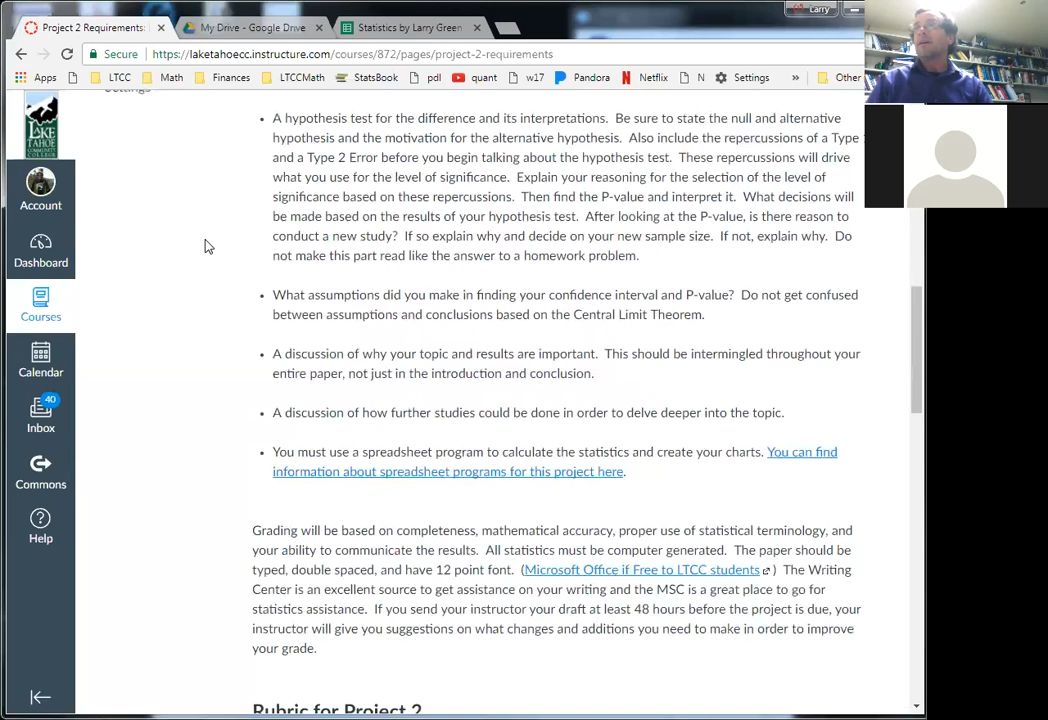 Larry
Project 2 Requirements:
My Drive - Google Drive
Statistics by Larry Green
Secure
https://laketahoecc.instructure.com/courses/872/pages/project-2-requirements
Apps
LTCC
Math
Finances
LTCCMath
StatsBook
pdl
quant
w17
Pandora
Netflix
N
Settings
»
Other
LAKE
TAHOE
COMMUNITY
COLLEGE
Account
Dashboard
Courses
Calendar
40
Inbox
Commons
Help
Settings
• A hypothesis test for the difference and its interpretations. Be sure to state the null and alternative
hypothesis and the motivation for the alternative hypothesis. Also include the repercussions of a Type
and a Type 2 Error before you begin talking about the hypothesis test. These repercussions will drive
what you use for the level of significance. Explain your reasoning for the selection of the level of
significance based on these repercussions. Then find the P-value and interpret it. What decisions will
be made based on the results of your hypothesis test. After looking at the P-value, is there reason to
conduct a new study? If so explain why and decide on your new sample size. If not, explain why. Do
not make this part read like the answer to a homework problem.
• What assumptions did you make in finding your confidence interval and P-value? Do not get confused
between assumptions and conclusions based on the Central Limit Theorem.
• A discussion of why your topic and results are important. This should be intermingled throughout your
entire paper, not just in the introduction and conclusion.
• A discussion of how further studies could be done in order to delve deeper into the topic.
• You must use a spreadsheet program to calculate the statistics and create your charts. You can find
information about spreadsheet programs for this project here.
Grading will be based on completeness, mathematical accuracy, proper use of statistical terminology, and
your ability to communicate the results. All statistics must be computer generated. The paper should be
typed, double spaced, and have 12 point font. (Microsoft Office if Free to LTCC students ) The Writing
Center is an excellent source to get assistance on your writing and the MSC is a great place to go for
statistics assistance. If you send your instructor your draft at least 48 hours before the project is due, your
instructor will give you suggestions on what changes and additions you need to make in order to improve
your grade.
Rubric for Project 2